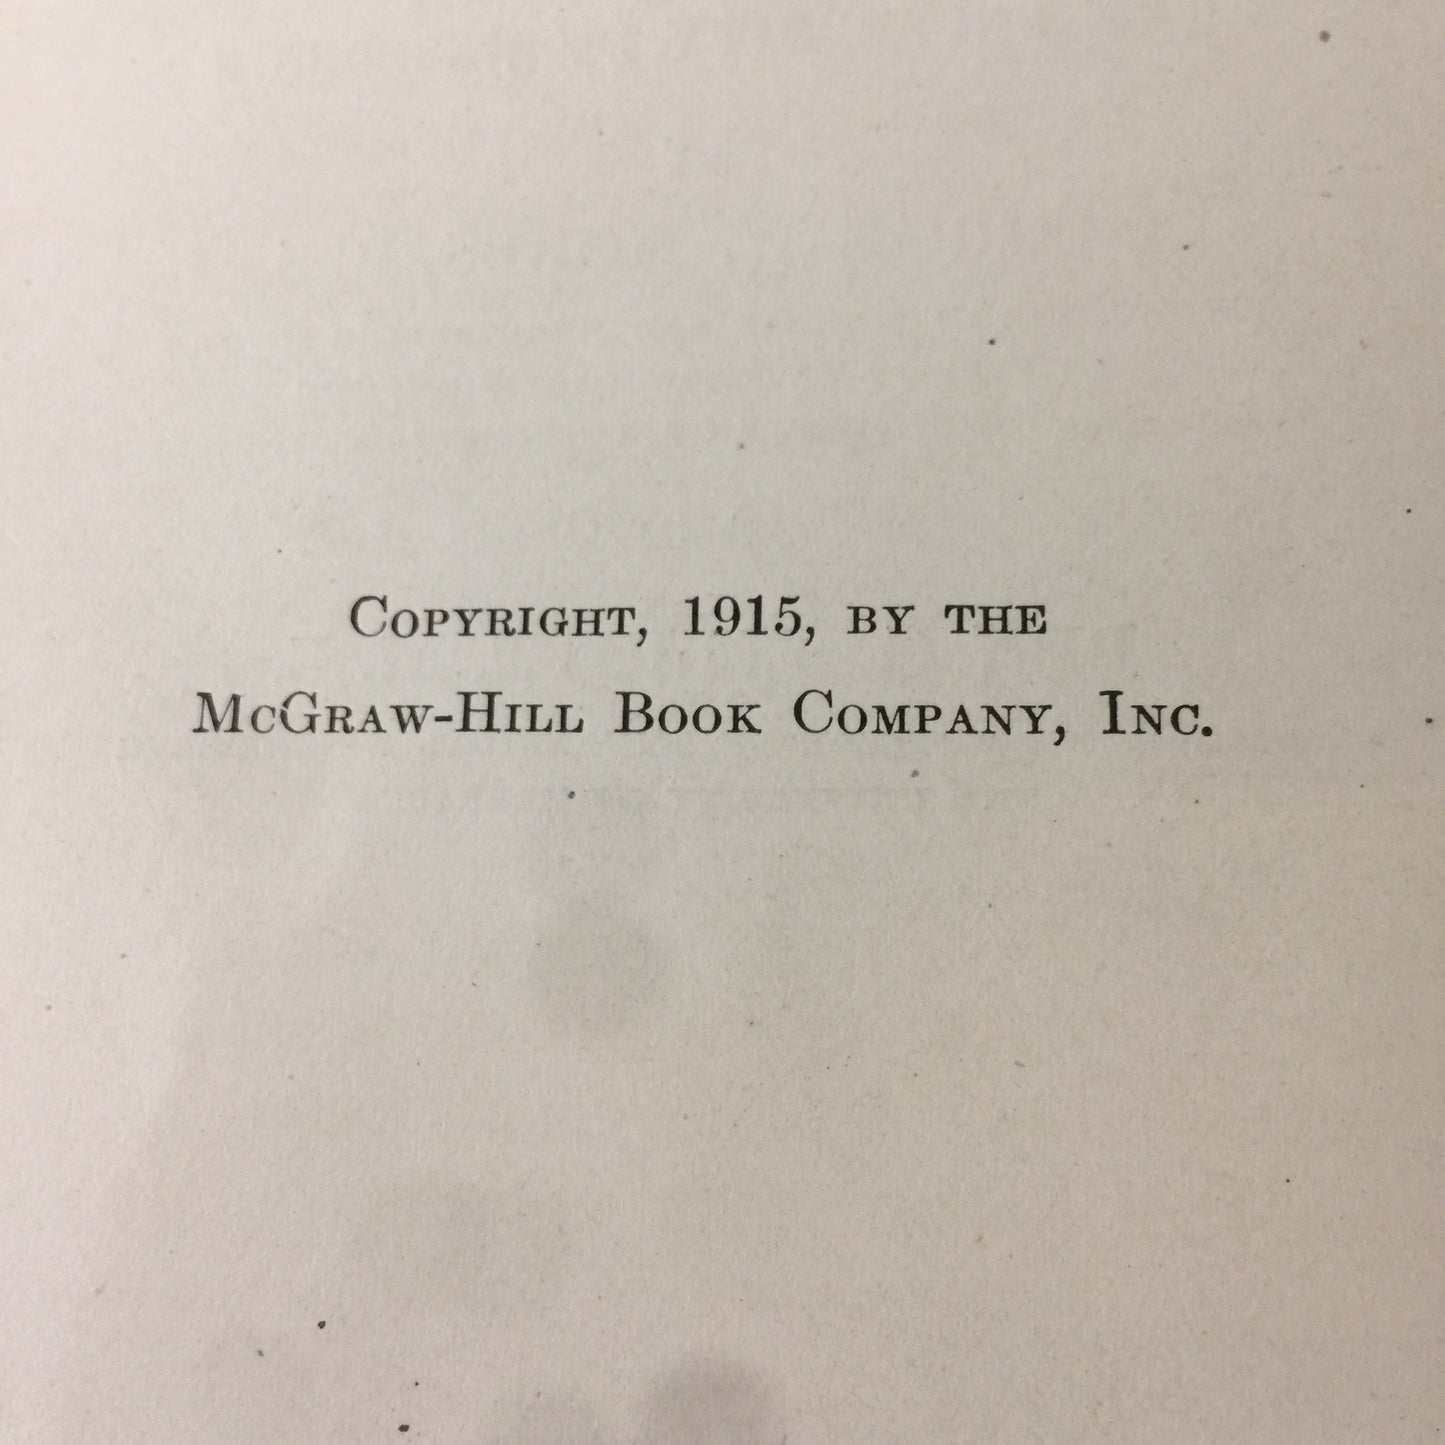 Copyright, 1915, by the
McGraw-Hill Book Company, Inc.